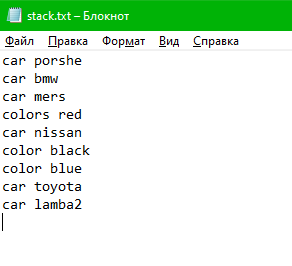 stack.txt – Блокнот
Файл Правка Формат Вид Справка
car porshe
car bmw
car mers
colors red
car nissan
color black
color blue
car toyota
car lamba2